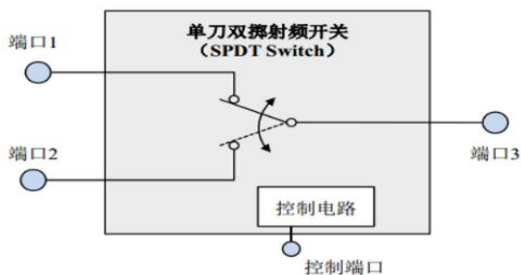 单刀双掷射频开关
（SPDT Switch）
端口1
端口2
端口3
控制电路
控制端口